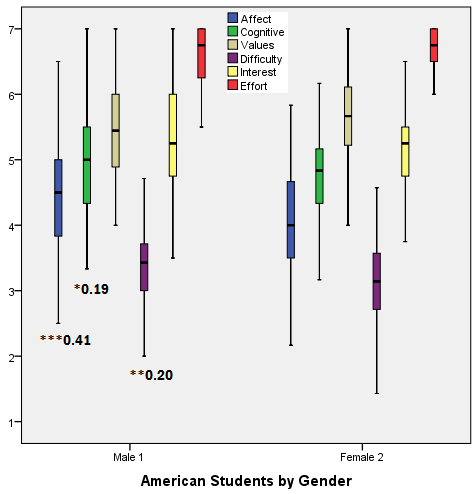 Affect
Cognitive
Values
Difficulty
Interest
Effort
7
6
5
4
3
2
1
*0.19
***0.41
**0.20
Male 1
Female 2
American Students by Gender